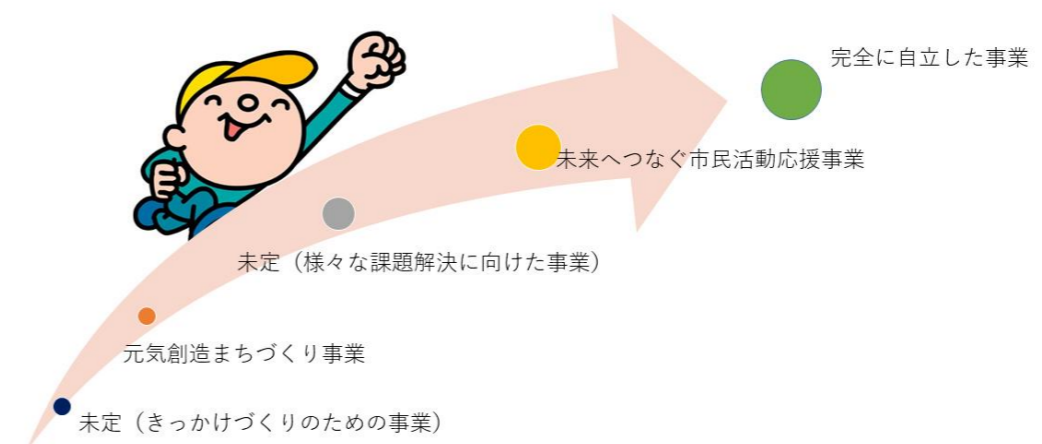 完全に自立した事業
未来へつなぐ市民活動応援事業
未定（様々な課題解決に向けた事業）
元気創造まちづくり事業
未定（きっかけづくりのための事業）